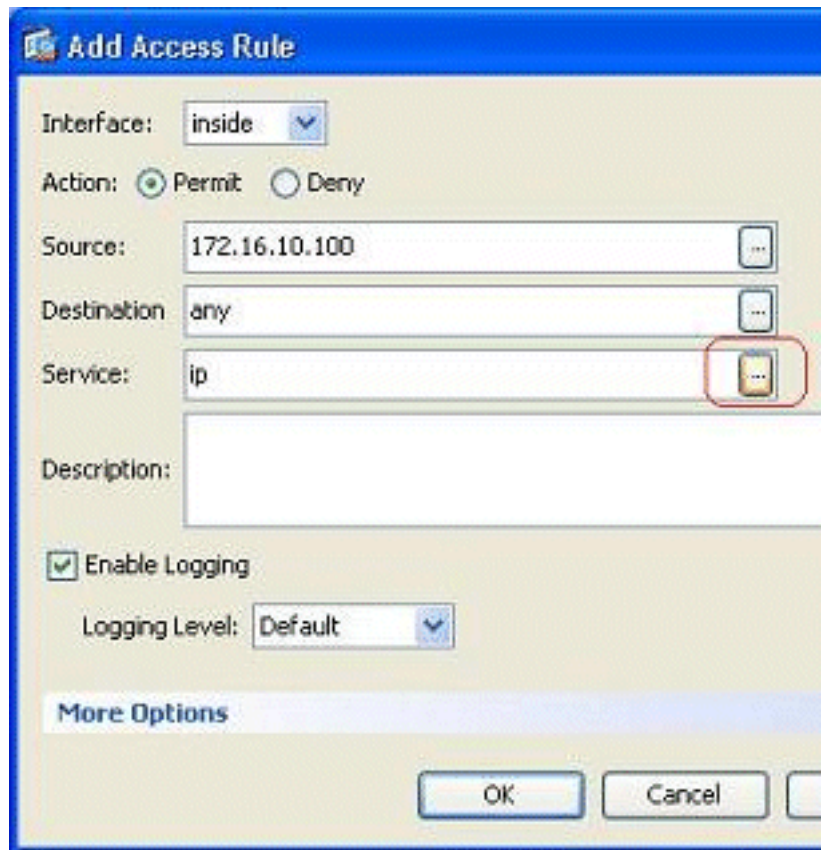 Add Access Rule
Interface: inside
Action: Permit Deny
Source: 172.16.10.100 ...
Destination any ...
Service: ip ...
Description:
Enable Logging
Logging Level: Default
More Options
OK Cancel